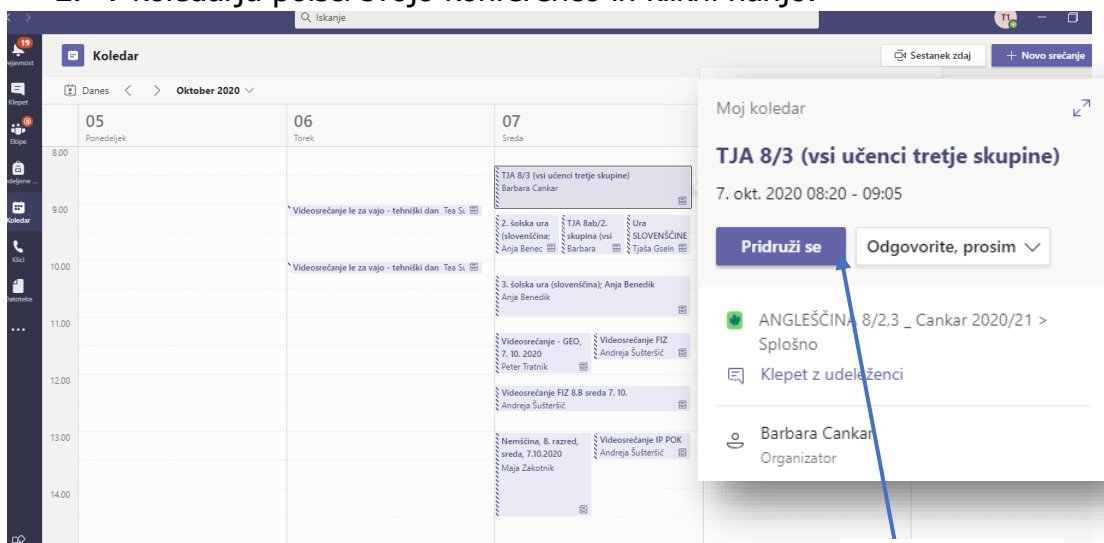 Iskanje
T1
19
Koledar
Sestanek zdaj
+ Novo srečanje
Klepet
Danes
Oktober 2020
Ekipe
05
Ponedeljek
06
Torek
07
Sreda
8.00
9.00
10.00
11.00
12.00
13.00
14.00
Koledar
Klici
Videosrečanje le za vajo - tehniški dan Tea
Videosrečanje le za vajo - tehniški dan Tea
TJA 8/3 (vsi učenci tretje skupine)
Barbara Cankar
2. šolska ura
(slovenščina;
Anja Benec
TJA 8ab/2.
skupina (vsi
Barbara
Ura
SLOVENŠČINE
Tjaša Gseln
3. šolska ura (slovenščina); Anja Benedik
Anja Benedik
Videosrečanje - GEO,
7. 10. 2020
Peter Tratnik
Videosrečanje FIZ
Andreja Šušteršič
Videosrečanje FIZ 8.B sreda 7. 10.
Andreja Šušteršič
Nemščina, 8. razred,
sreda, 7.10.2020
Maja Zakotnik
Videosrečanje IP POK
Andreja Šušteršič
Moj koledar
TJA 8/3 (vsi učenci tretje skupine)
7. okt. 2020 08:20 - 09:05
Pridruži se
Odgovorite, prosim
ANGLEŠČINA 8/2,3 _ Cankar 2020/21 >
Splošno
Klepet z udeleženci
Barbara Cankar
Organizator